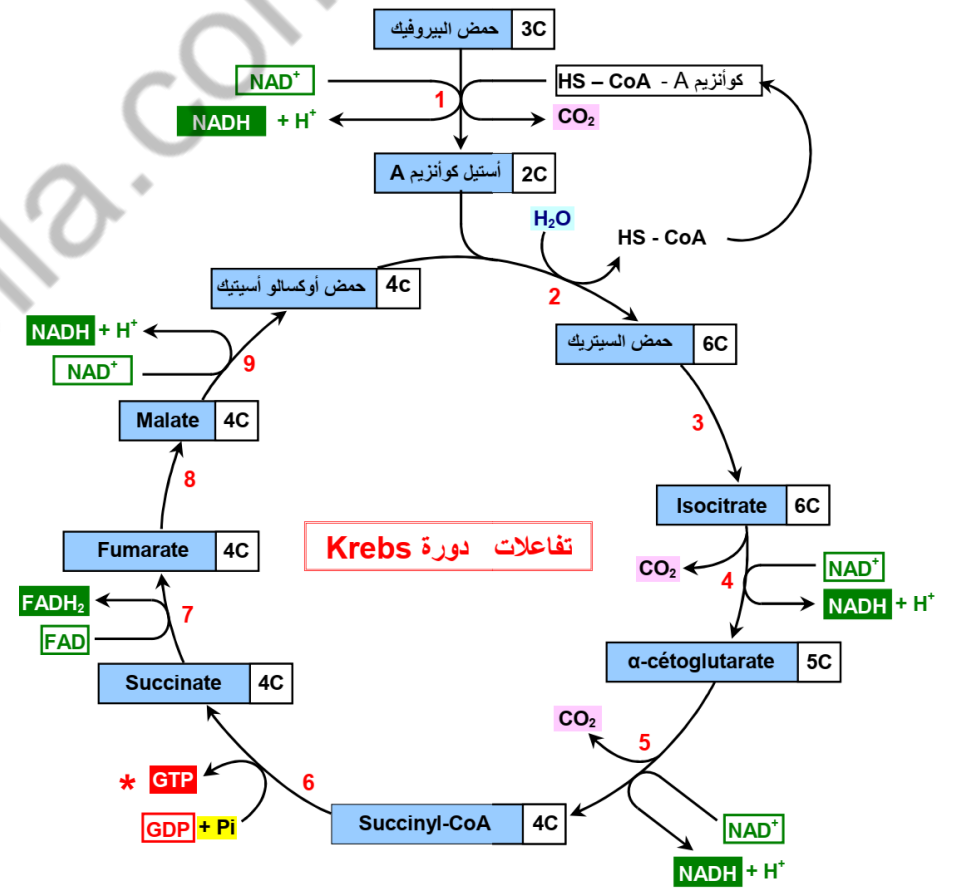 حمض البيروفيك 3C
NAD+
HS – CoA - A كوأنزيم
1
NADH + H+
CO2
أستيل كوأنزيم A 2C
H2O
HS - CoA
حمض أوكسالو أسيتيك 4c
2
NADH + H+
حمض السيتريك 6C
9
NAD+
Malate 4C
3
8
Isocitrate 6C
تفاعلات دورة Krebs
Fumarate 4C
CO2
4
NAD+
FADH2
7
NADH + H+
FAD
α-cétoglutarate 5C
Succinate 4C
CO2
5
* GTP
6
GDP + Pi
Succinyl-CoA 4C
NAD+
NADH + H+